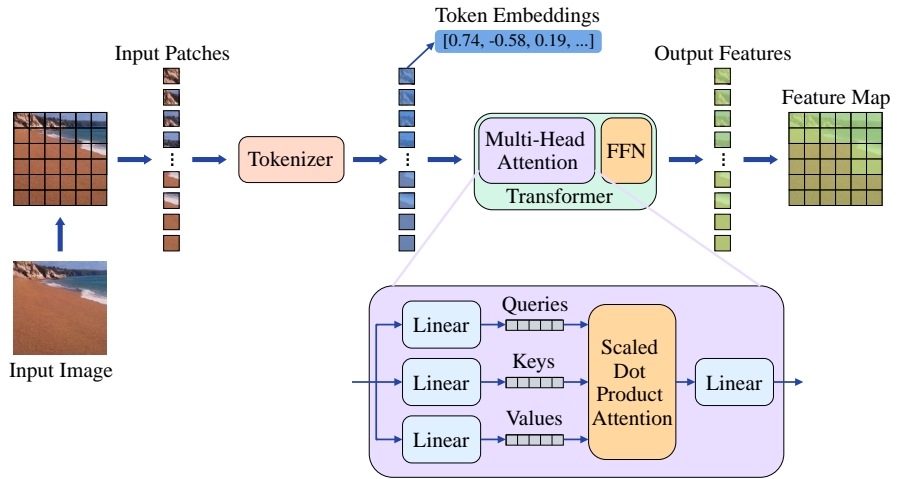 Token Embeddings
[0.74, -0.58, 0.19, ...]
Input Patches
Output Features
Feature Map
Tokenizer
Multi-Head
Attention
FFN
Transformer
Input Image
Queries
Linear
Keys
Linear
Values
Linear
Scaled
Dot
Product
Attention
Linear